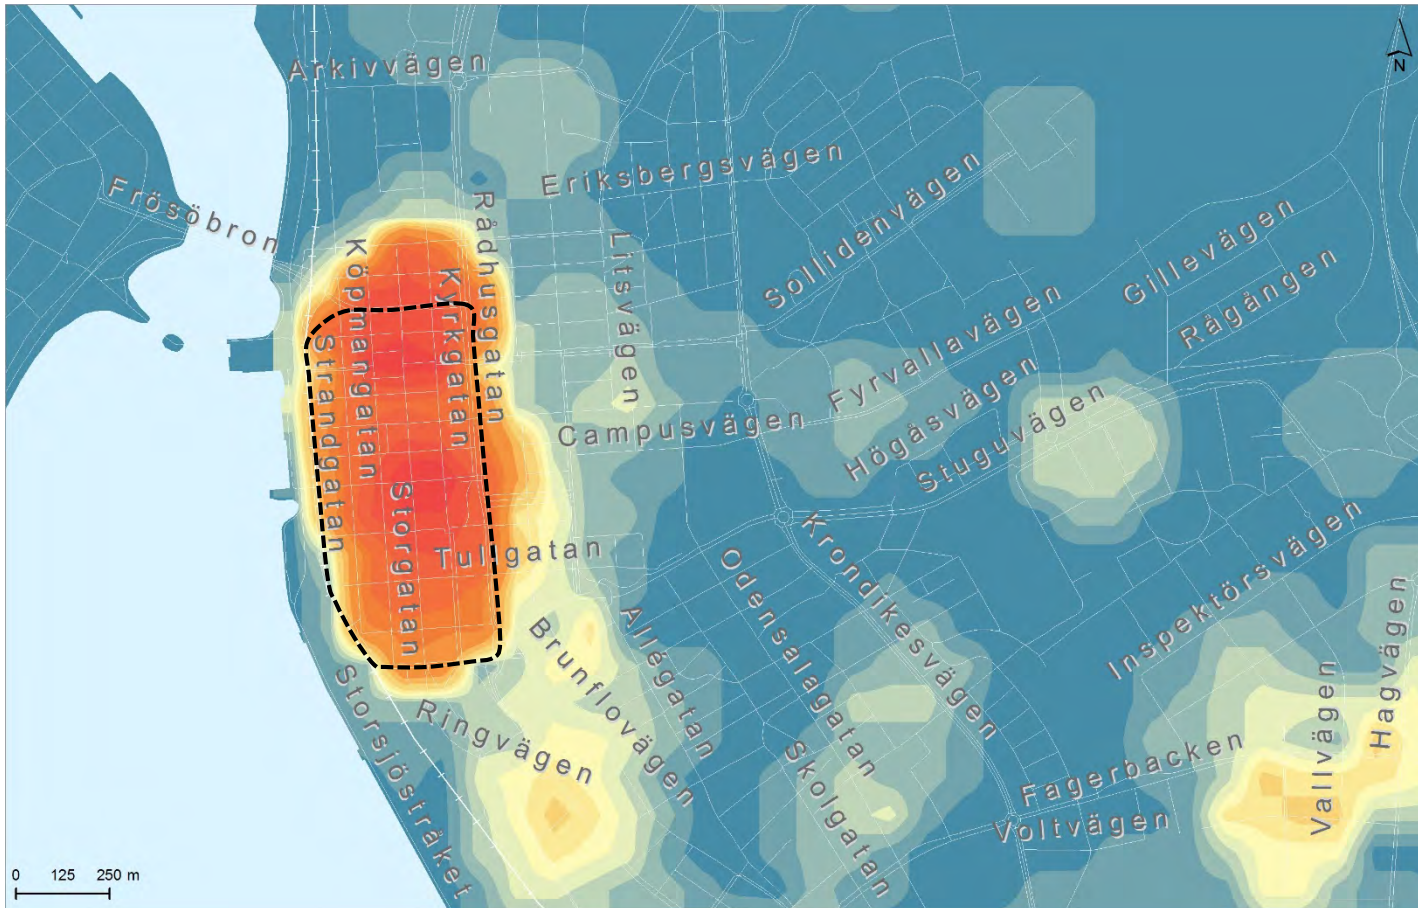 Arkivvägen
N
Eriksbergsvägen
Frösöbron
Rådhusgatan
Sollidenvägen
Gillevägen
Rågången
Litsvägen
Köpmangatan
Kyrkgatan
Fyrvallavägen
Strandgatan
Högåsvägen
Stuguvägen
Campusvägen
Storgatan
Tullgatan
Krondikesvägen
Odensalagatan
Inspektörsvägen
Allégatan
Brunflovägen
Hagvägen
Vallvägen
Storsjöstråket
Ringvägen
Skolgatan
Fagerbacken
Voltvägen
0 125 250 m